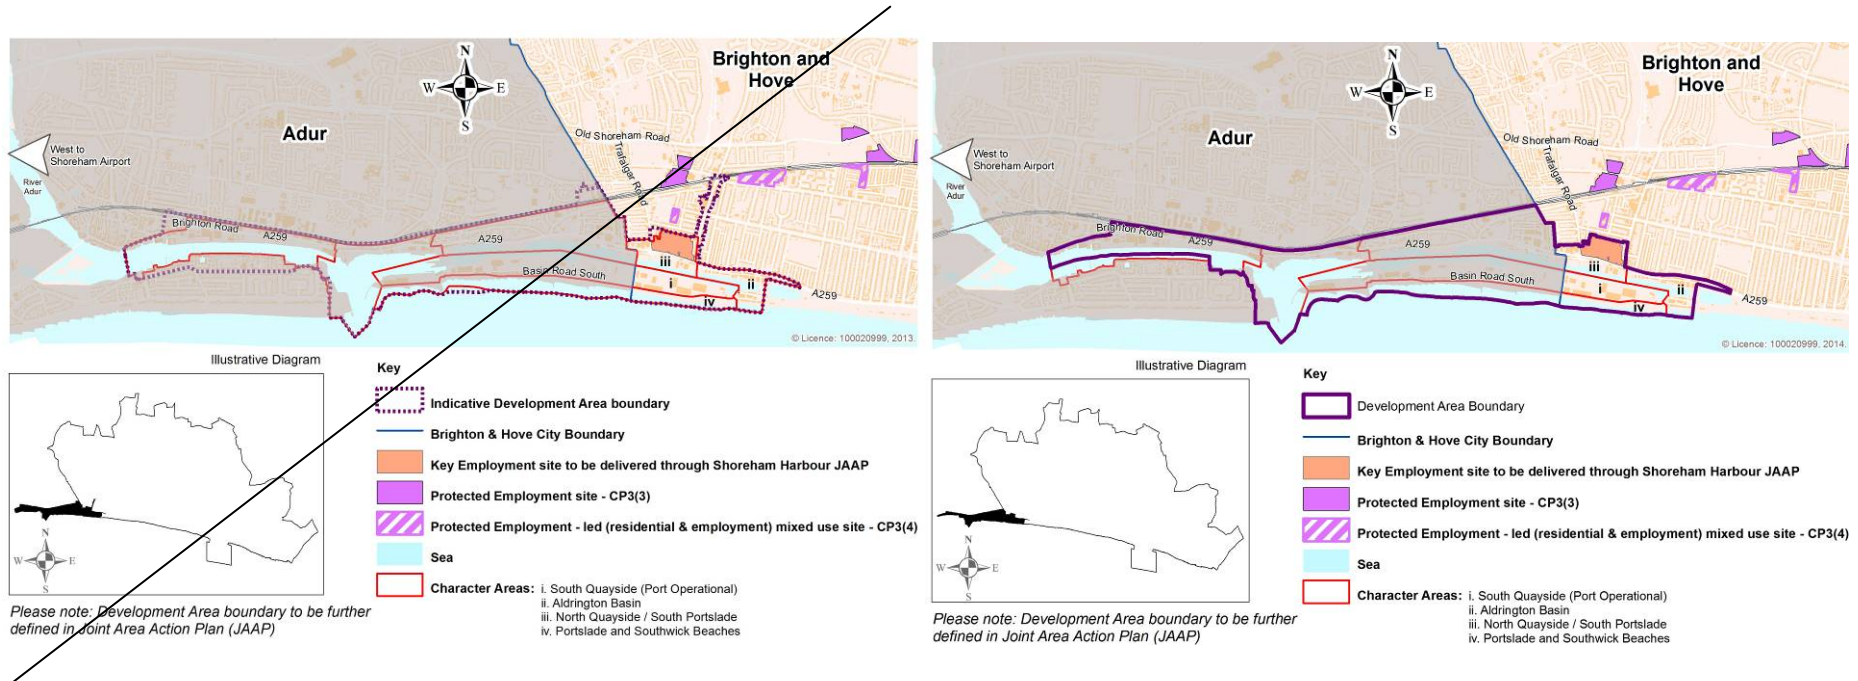 N
W E
S
Brighton and
Hove
Adur
Old Shoreham Road
Trafalgar Road
West to
Shoreham Airport
River
Adur
Brighton Road
A259
A259
Basin Road South
iii
i
ii
iv
A259
© Licence: 100020999, 2013.
Illustrative Diagram
N
W E
S
Please note: Development Area boundary to be further
defined in Joint Area Action Plan (JAAP)
Key
Indicative Development Area boundary
Brighton & Hove City Boundary
Key Employment site to be delivered through Shoreham Harbour JAAP
Protected Employment site - CP3(3)
Protected Employment - led (residential & employment) mixed use site - CP3(4)
Sea
Character Areas: i. South Quayside (Port Operational)
ii. Aldrington Basin
iii. North Quayside / South Portslade
iv. Portslade and Southwick Beaches
N
W E
S
Brighton and
Hove
Adur
Old Shoreham Road
Trafalgar Road
West to
Shoreham Airport
River
Adur
Brighton Road
A259
A259
Basin Road South
iii
i
ii
iv
A259
© Licence: 100020999, 2014.
Illustrative Diagram
N
W E
S
Please note: Development Area boundary to be further
defined in Joint Area Action Plan (JAAP)
Key
Development Area Boundary
Brighton & Hove City Boundary
Key Employment site to be delivered through Shoreham Harbour JAAP
Protected Employment site - CP3(3)
Protected Employment - led (residential & employment) mixed use site - CP3(4)
Sea
Character Areas: i. South Quayside (Port Operational)
ii. Aldrington Basin
iii. North Quayside / South Portslade
iv. Portslade and Southwick Beaches